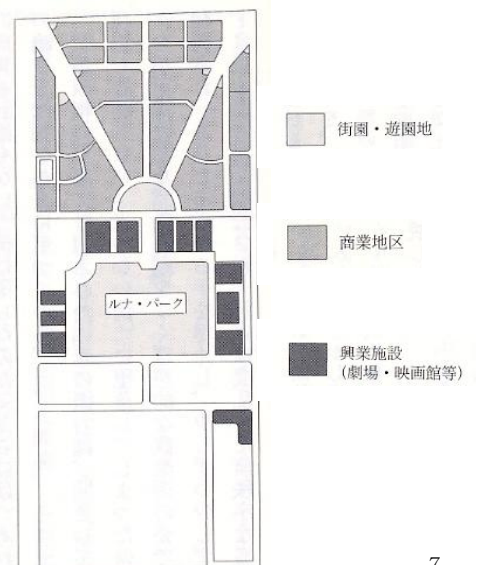 街園・遊園地
商業地区
ルナ・パーク
興業施設
(劇場・映画館等)
7